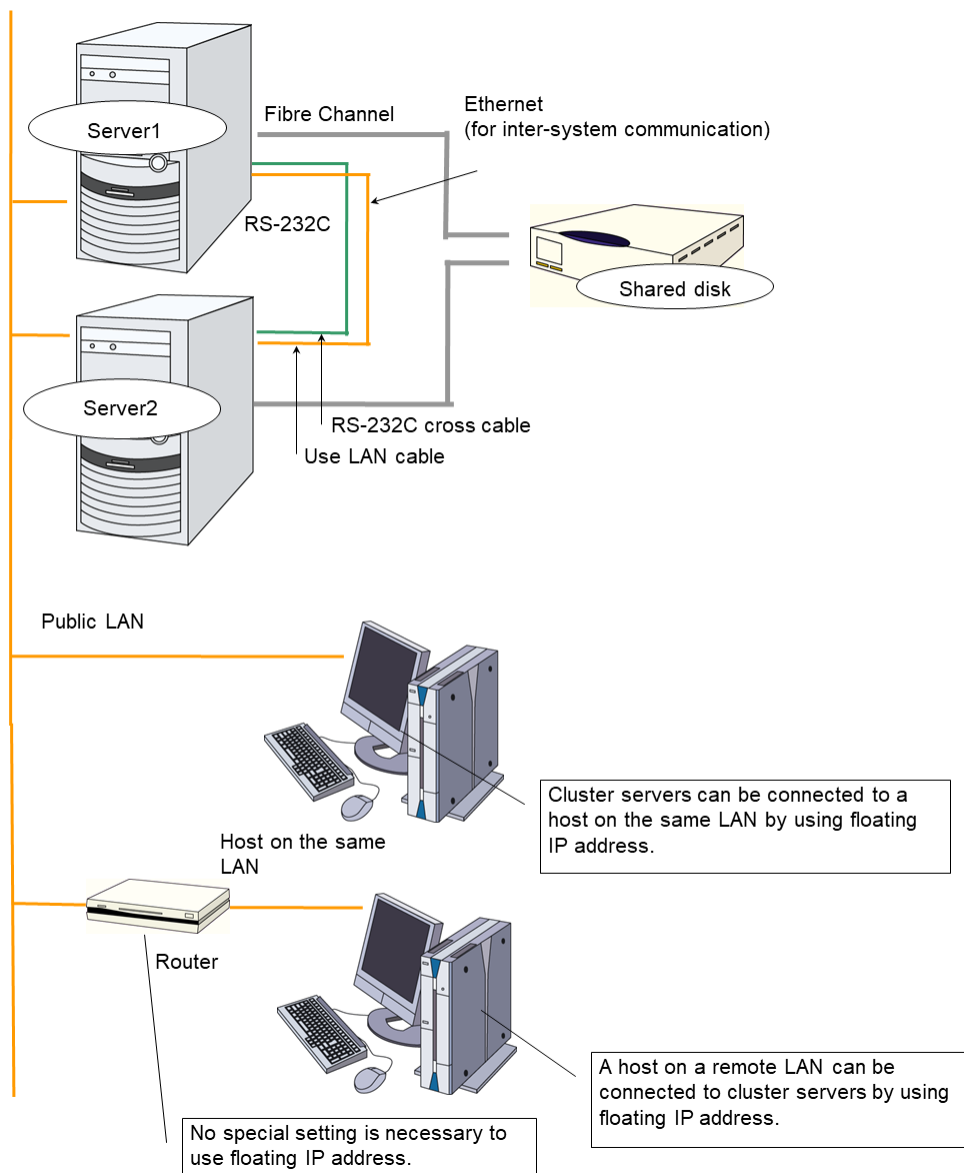 Server1
Fibre Channel
Ethernet
(for inter-system communication)
RS-232C
Shared disk
Server2
RS-232C cross cable
Use LAN cable
Public LAN
Cluster servers can be connected to a
host on the same LAN by using floating
IP address.
Host on the same
LAN
Router
A host on a remote LAN can be
connected to cluster servers by using
floating IP address.
No special setting is necessary to
use floating IP address.